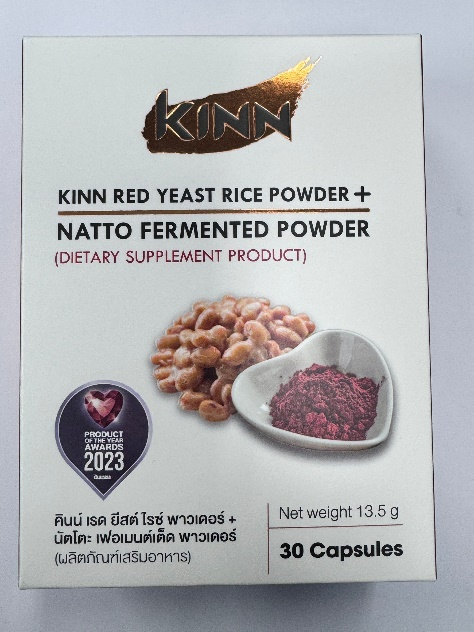 KINN
KINN RED YEAST RICE POWDER +
NATTO FERMENTED POWDER
(DIETARY SUPPLEMENT PRODUCT)
PRODUCT
OF THE YEAR
AWARDS
2023
คินน์ เรด ยีสต์ ไรซ์ พาวเดอร์ +
นัตโตะ เฟอเมนต์เต็ด พาวเดอร์
(ผลิตภัณฑ์เสริมอาหาร)
Net weight 13.5 g
30 Capsules